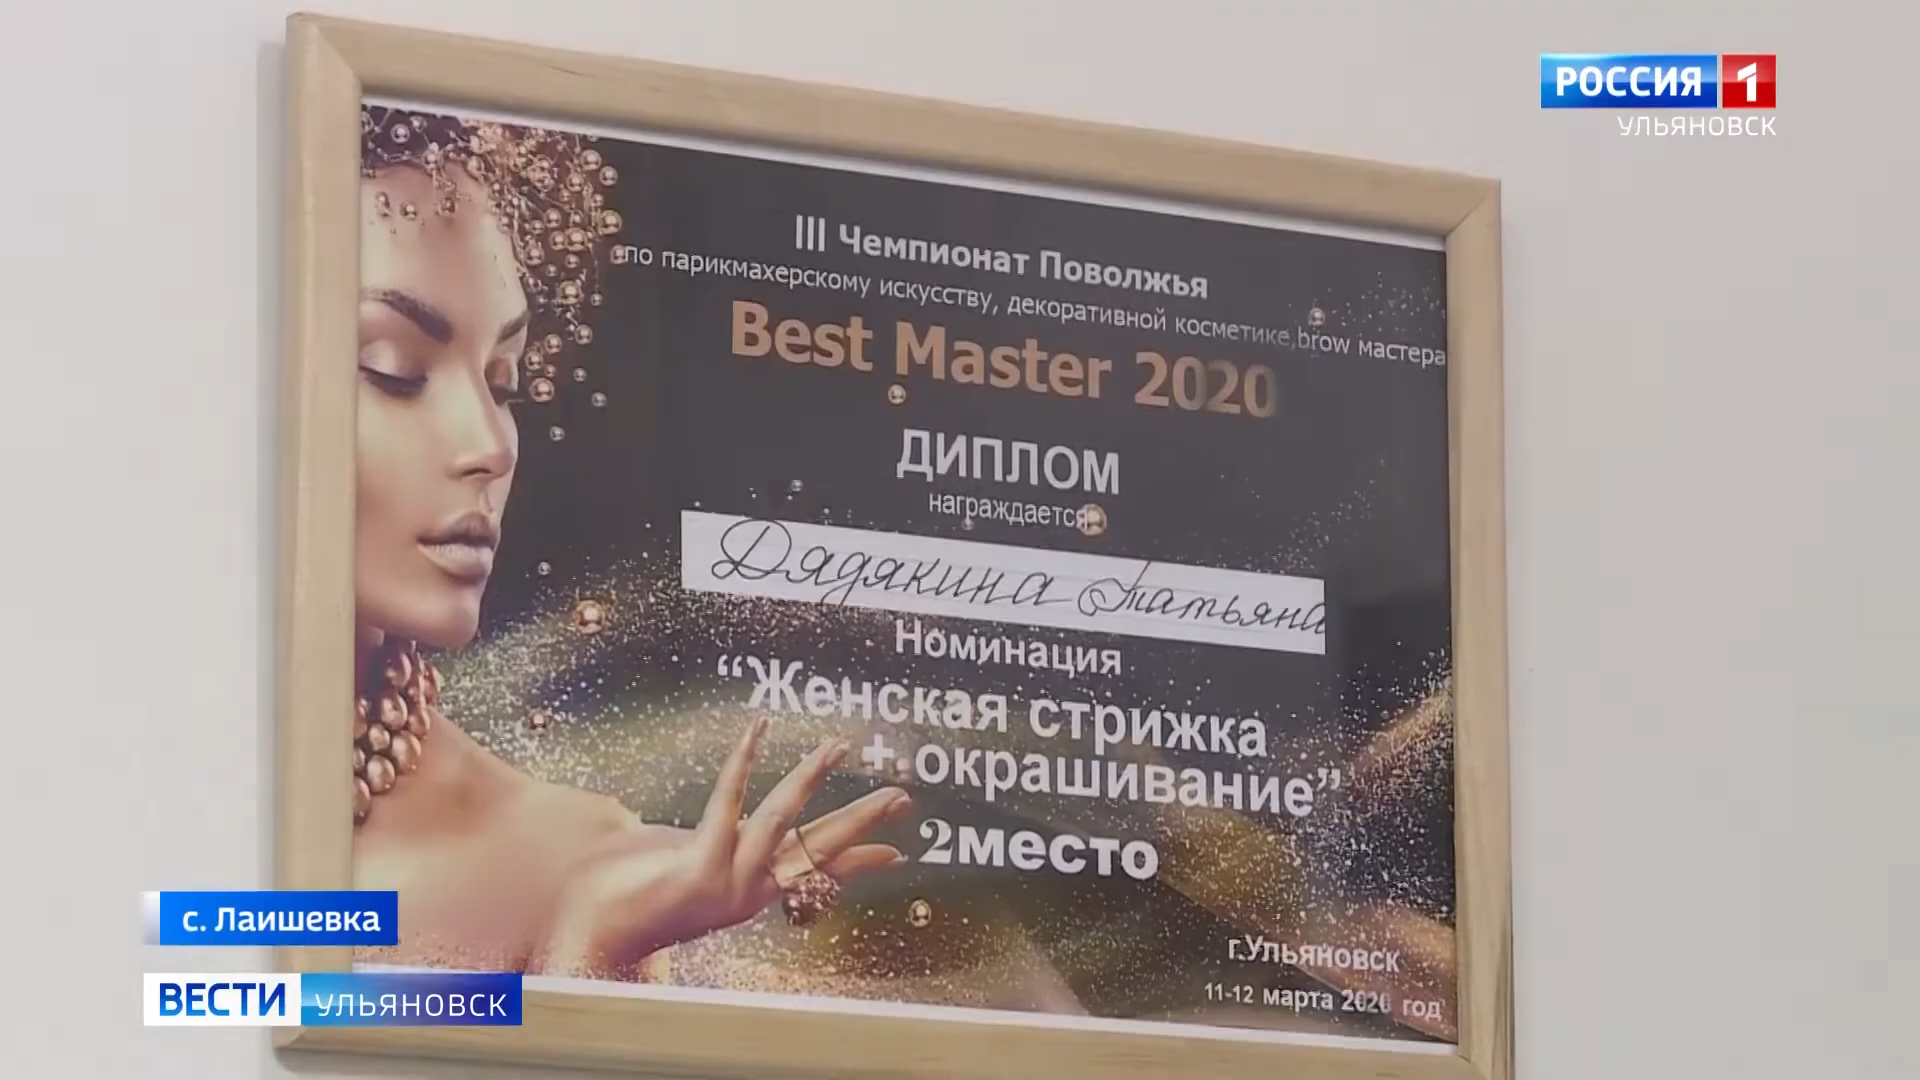 РОССИЯ 1
УЛЬЯНОВСК
III Чемпионат Поволжья
по парикмахерскому искусству, декоративной косметике,brow мастера
Best Master 2020
ДИПЛОМ
награждается
Дядякина Татьяна
Номинация
“Женская стрижка
+ окрашивание”
2место
г.Ульяновск
11-12 марта 2020 год
с. Лаишевка
ВЕСТИ УЛЬЯНОВСК